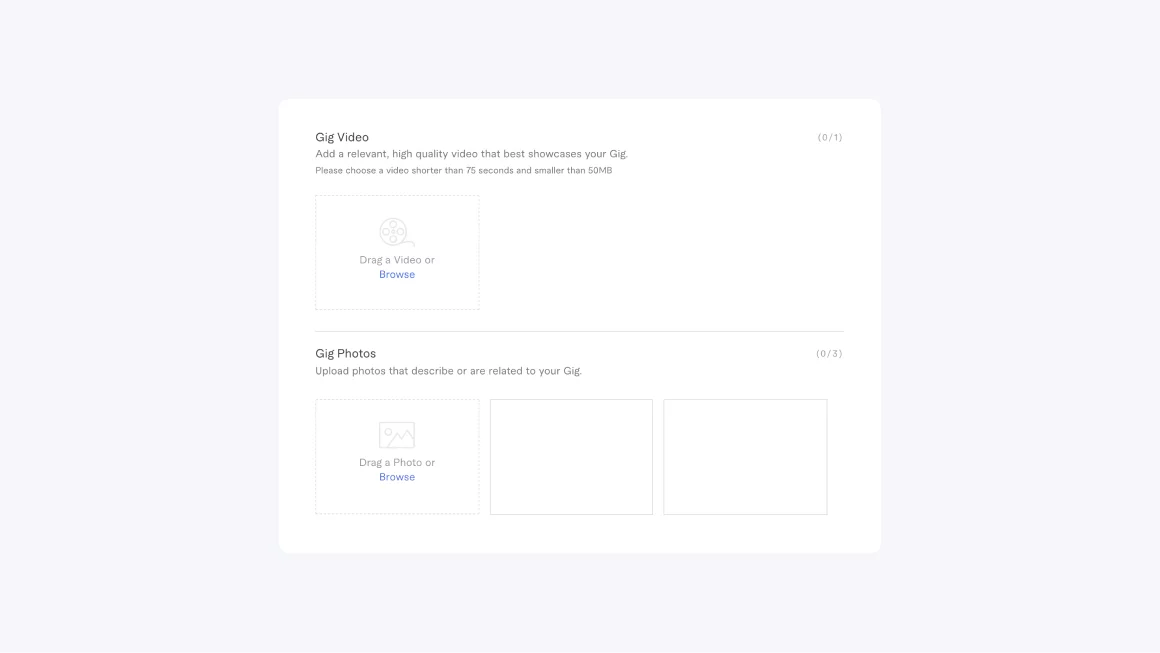 Gig Video (0/1)
Add a relevant, high quality video that best showcases your Gig.
Please choose a video shorter than 75 seconds and smaller than 50MB
Drag a Video or
Browse
Gig Photos (0/3)
Upload photos that describe or are related to your Gig.
Drag a Photo or
Browse